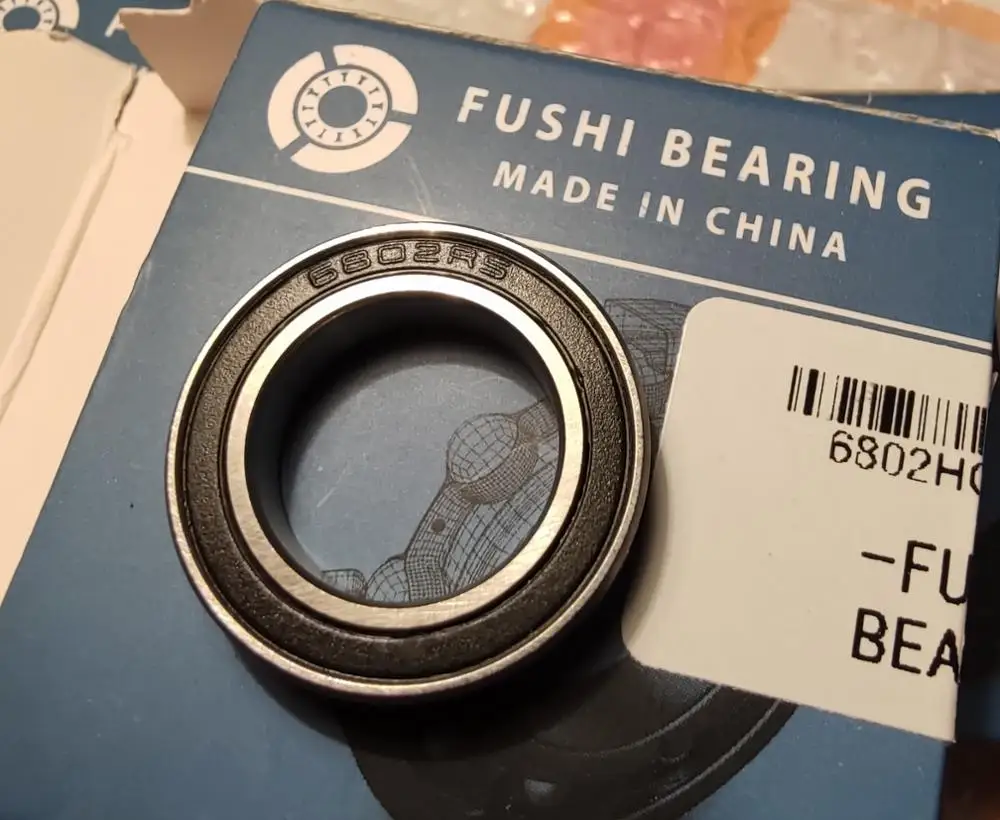 FUSHI BEARING
MADE IN CHINA
6802RS
6802HC
-FU
BEA